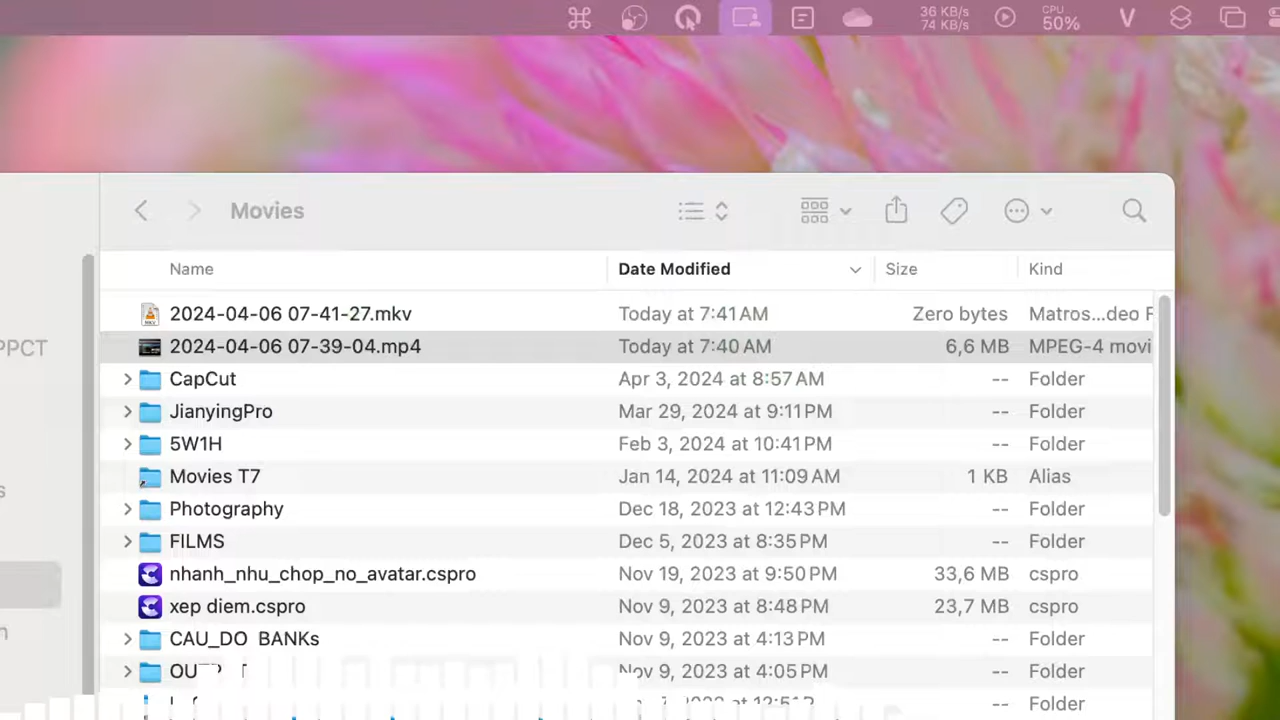 36 KB/s
74 KB/s
CPU
50%
Movies
Name Date Modified Size Kind
2024-04-06 07-41-27.mkv Today at 7:41 AM Zero bytes Matros...deo F
2024-04-06 07-39-04.mp4 Today at 7:40 AM 6,6 MB MPEG-4 movi
PPCT
CapCut Apr 3, 2024 at 8:57 AM -- Folder
JianyingPro Mar 29, 2024 at 9:11 PM -- Folder
5W1H Feb 3, 2024 at 10:41 PM -- Folder
Movies T7 Jan 14, 2024 at 11:09 AM 1 KB Alias
s
Photography Dec 18, 2023 at 12:43 PM -- Folder
FILMS Dec 5, 2023 at 8:35 PM -- Folder
nhanh_nhu_chop_no_avatar.cspro Nov 19, 2023 at 9:50 PM 33,6 MB cspro
xep diem.cspro Nov 9, 2023 at 8:48 PM 23,7 MB cspro
CAU_DO BANKs Nov 9, 2023 at 4:13 PM -- Folder
Nov 9, 2023 at 4:05 PM -- Folder
-- Folder